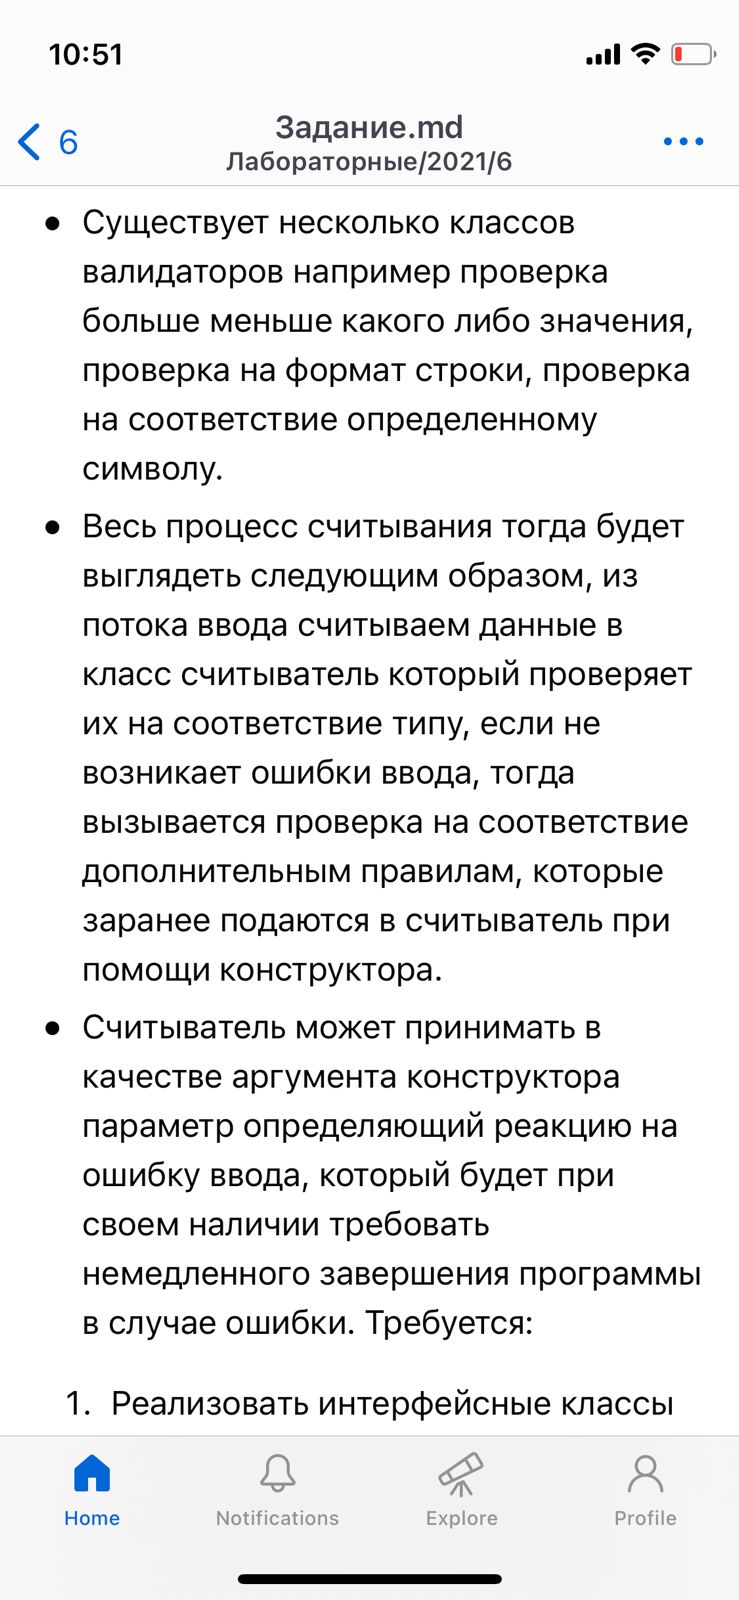 10:51
6
Задание.md
Лабораторные/2021/6
• Существует несколько классов
валидаторов например проверка
больше меньше какого либо значения,
проверка на формат строки, проверка
на соответствие определенному
символу.
• Весь процесс считывания тогда будет
выглядеть следующим образом, из
потока ввода считываем данные в
класс считыватель который проверяет
их на соответствие типу, если не
возникает ошибки ввода, тогда
вызывается проверка на соответствие
дополнительным правилам, которые
заранее подаются в считыватель при
помощи конструктора.
• Считыватель может принимать в
качестве аргумента конструктора
параметр определяющий реакцию на
ошибку ввода, который будет при
своем наличии требовать
немедленного завершения программы
в случае ошибки. Требуется:
1. Реализовать интерфейсные классы
Home Notifications Explore Profile